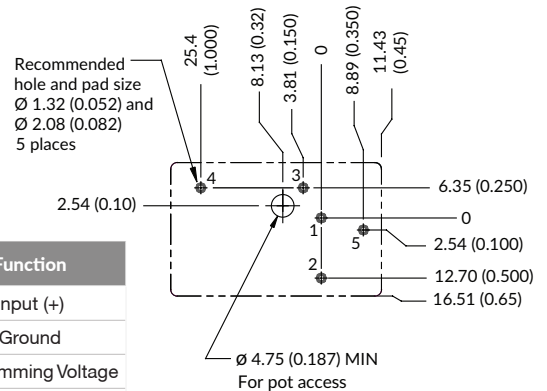 25.4
(1.000)
8.13 (0.32)
3.81 (0.150)
0
8.89 (0.350)
11.43
(0.45)
Recommended
hole and pad size
Ø 1.32 (0.052) and
Ø 2.08 (0.082)
5 places
4
3
6.35 (0.250)
2.54 (0.10)
1
0
5
2.54 (0.100)
2
12.70 (0.500)
16.51 (0.65)
Function
nput (+)
Ground
mming Voltage
Ø 4.75 (0.187) MIN
For pot access